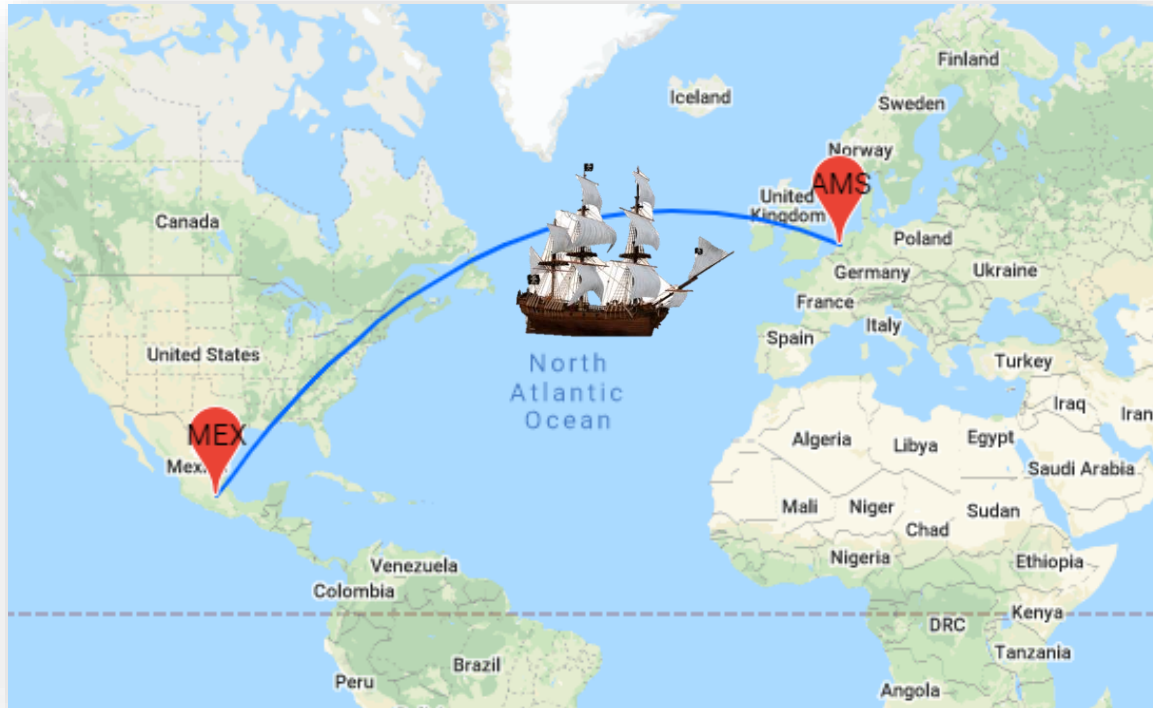 Finland
Iceland
Sweden
Norway
AMS
United
Kingdom
Canada
Poland
Germany
Ukraine
France
Italy
Spain
United States
Turkey
North
Atlantic
Ocean
Iraq
Iran
MEX
Algeria
Libya
Egypt
Saudi Arabia
Mali
Niger
Sudan
Chad
Nigeria
Ethiopia
Venezuela
Colombia
Kenya
DRC
Tanzania
Brazil
Peru
Angola